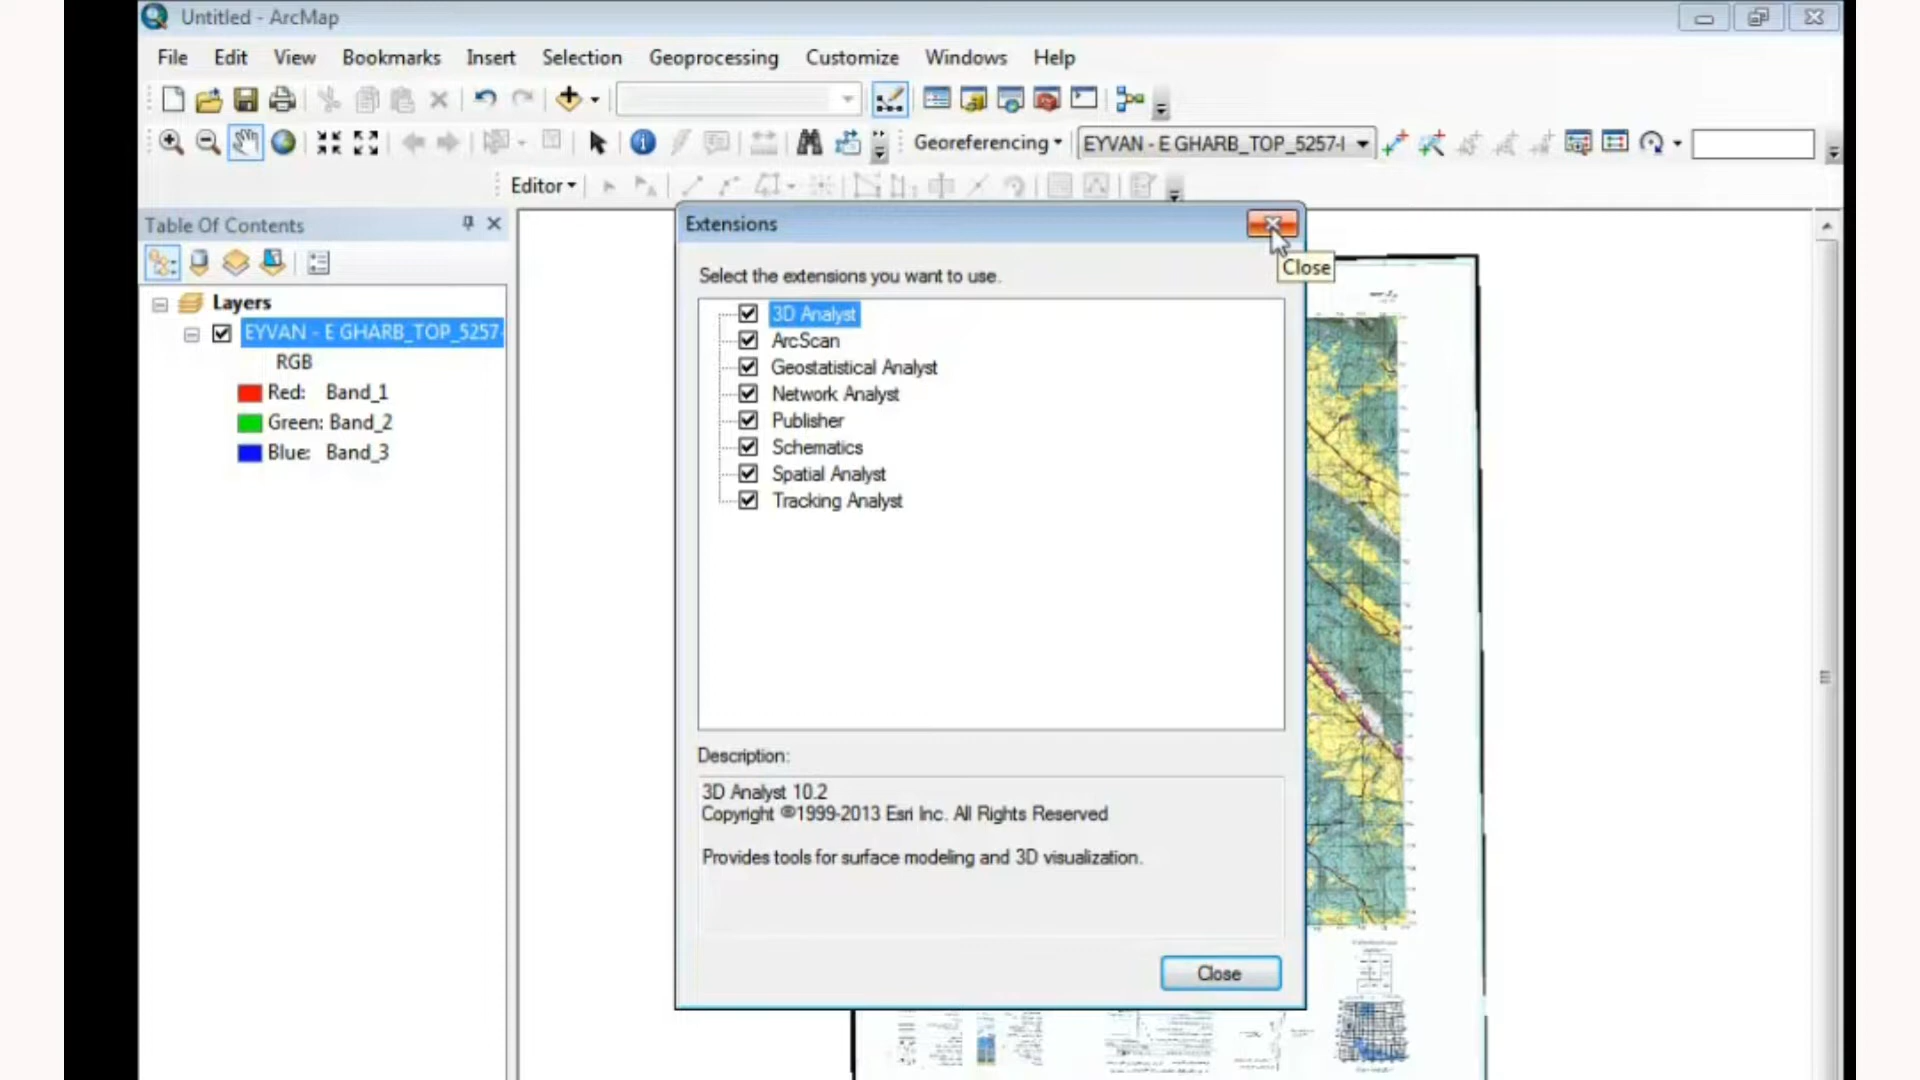 Untitled - ArcMap
File Edit View Bookmarks Insert Selection Geoprocessing Customize Windows Help
Georeferencing EYVAN - E GHARB_TOP_5257-I
Editor
Table Of Contents
Layers
EYVAN - E GHARB_TOP_5257-
RGB
Red: Band_1
Green: Band_2
Blue: Band_3
Extensions
Close
Select the extensions you want to use.
3D Analyst
ArcScan
Geostatistical Analyst
Network Analyst
Publisher
Schematics
Spatial Analyst
Tracking Analyst
Description:
3D Analyst 10.2
Copyright ©1999-2013 Esri Inc. All Rights Reserved
Provides tools for surface modeling and 3D visualization.
Close